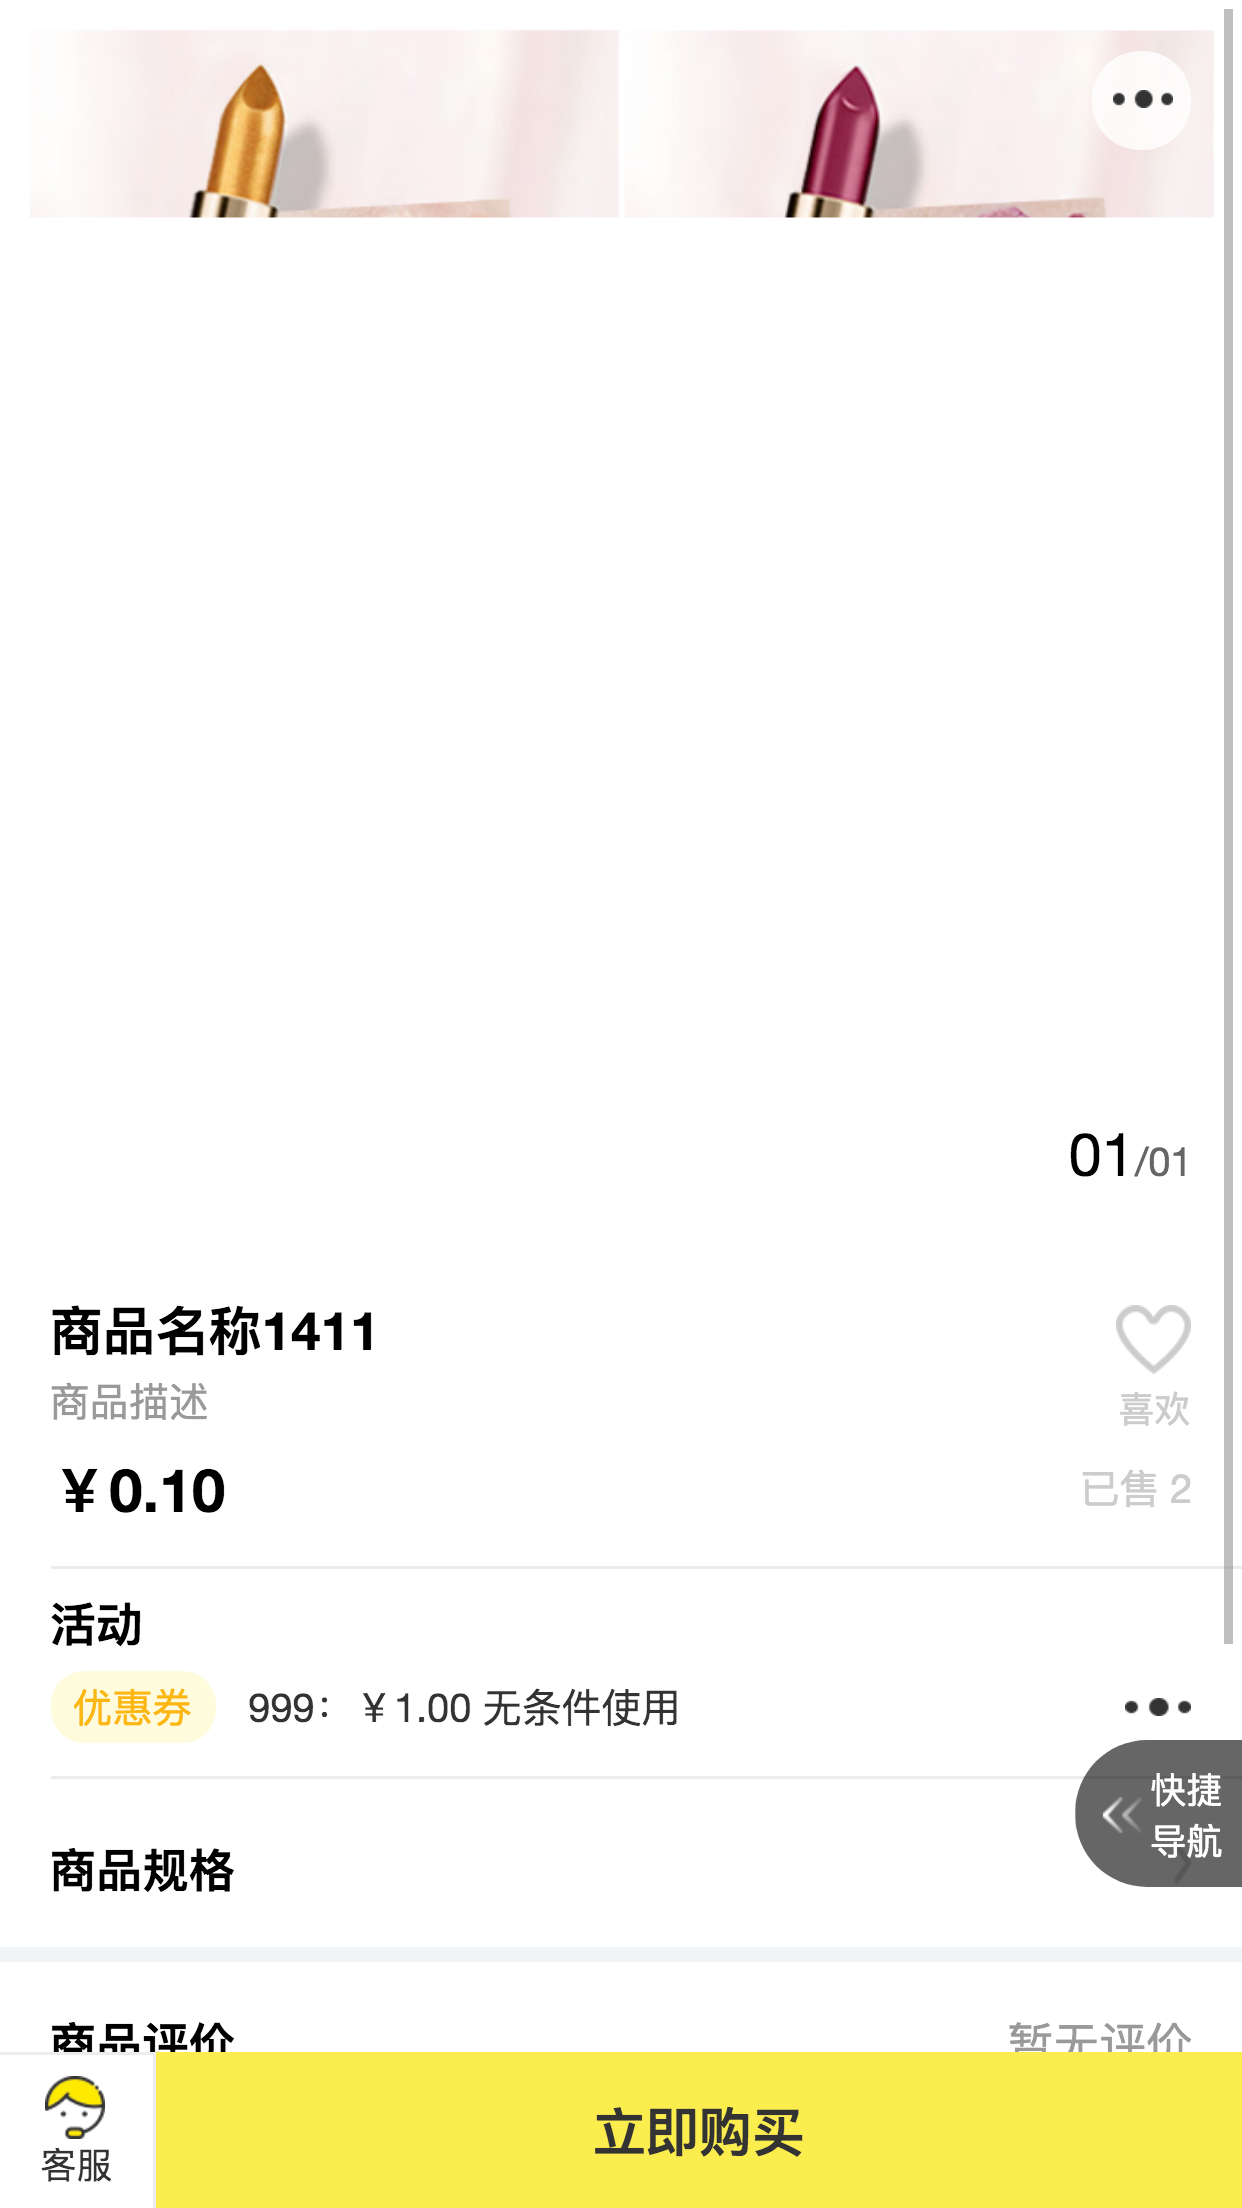 01/01
商品名称1411
商品描述
喜欢
¥0.10
已售 2
活动
优惠券 999：¥1.00 无条件使用
快捷
导航
商品规格
商品评价 暂无评价
客服
立即购买